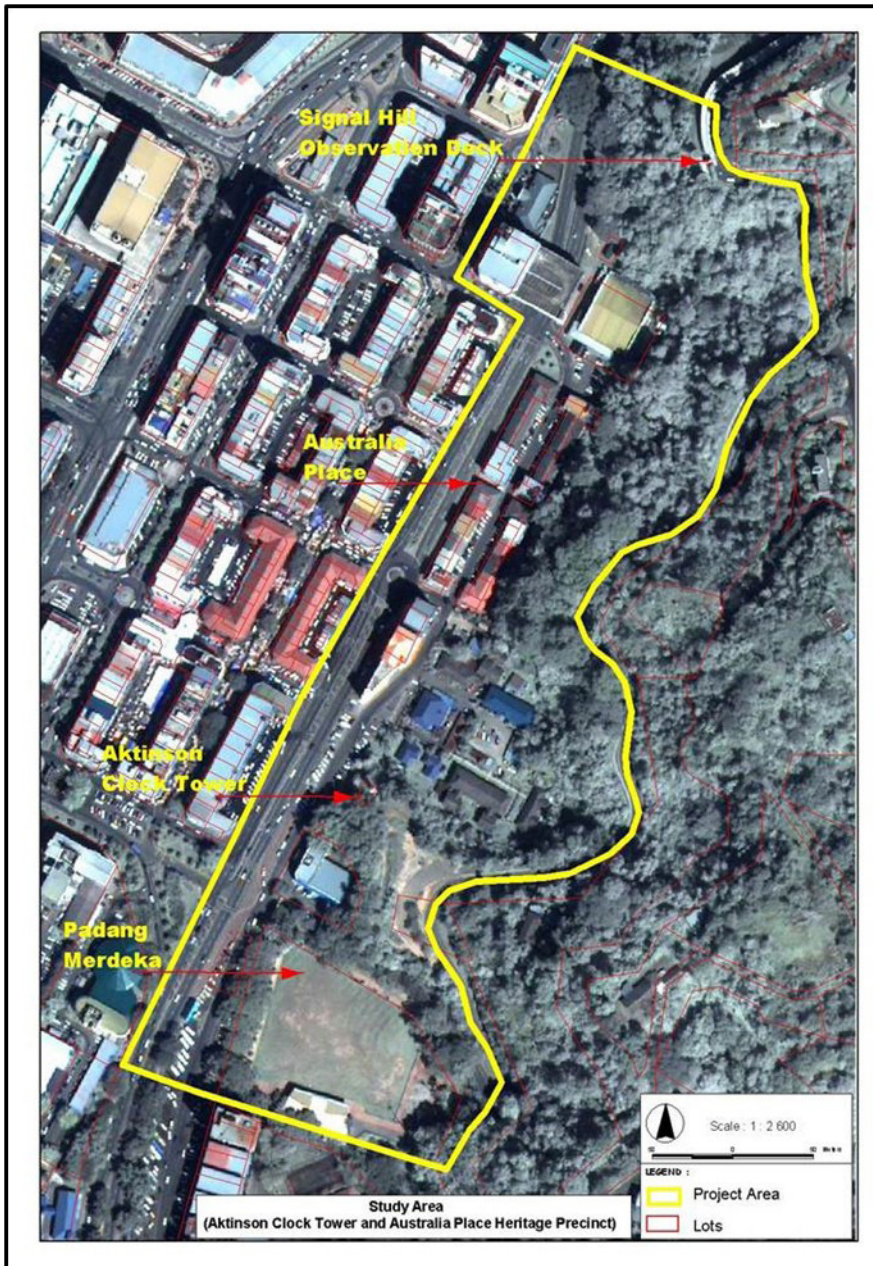 Signal Hill
Observation Deck
Australia
Place
Aktinson
Clock Tower
Padang
Merdeka
Scale : 1 : 2 600
0
LEGEND :
Project Area
Lots
Study Area
(Aktinson Clock Tower and Australia Place Heritage Precinct)